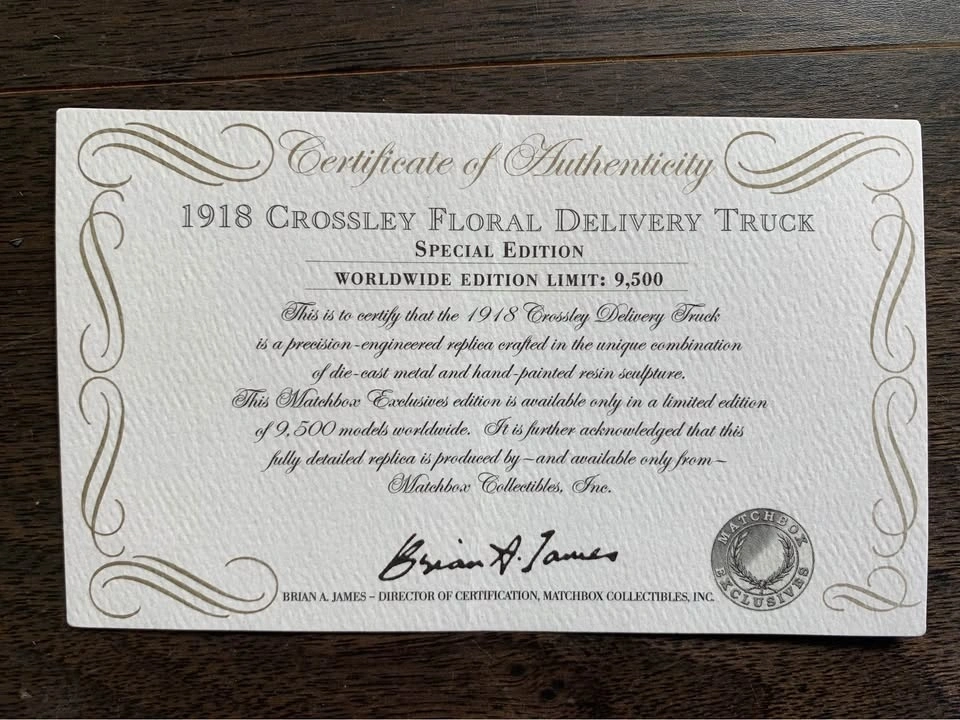 Certificate of Authenticity
1918 CROSSLEY FLORAL DELIVERY TRUCK
SPECIAL EDITION
WORLDWIDE EDITION LIMIT: 9,500
This is to certify that the 1918 Crossley Delivery Truck
is a precision-engineered replica crafted in the unique combination
of die-cast metal and hand-painted resin sculpture.
This Matchbox Exclusives edition is available only in a limited edition
of 9,500 models worldwide. It is further acknowledged that this
fully detailed replica is produced by—and available only from—
Matchbox Collectibles, Inc.
Brian A. James
BRIAN A. JAMES – DIRECTOR OF CERTIFICATION, MATCHBOX COLLECTIBLES, INC.
MATCHBOX
EXCLUSIVES